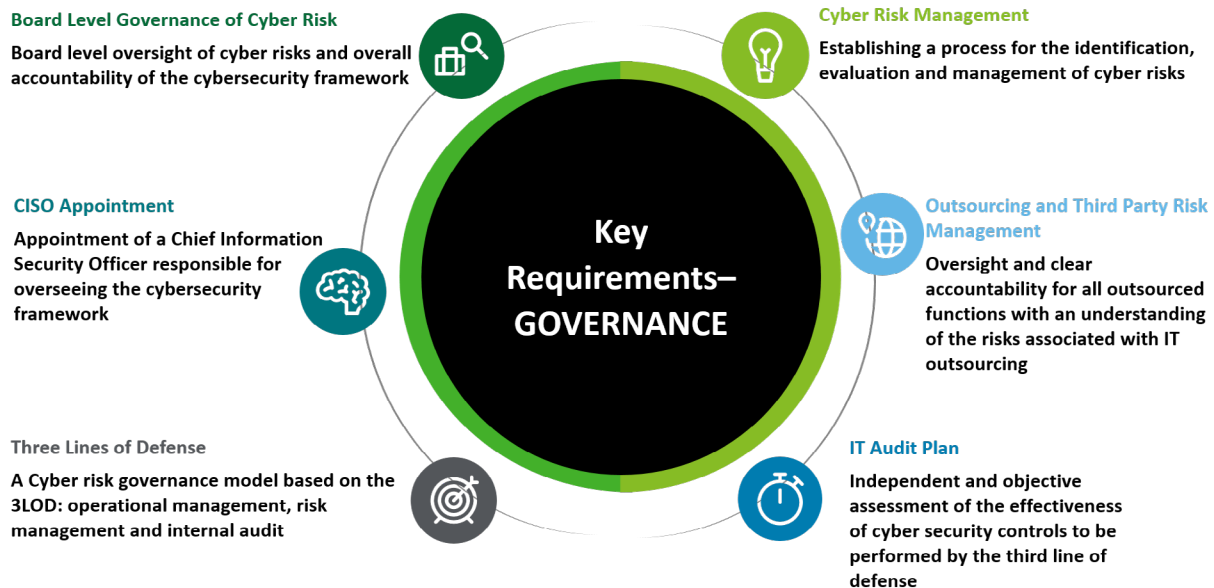 Board Level Governance of Cyber Risk
Board level oversight of cyber risks and overall
accountability of the cybersecurity framework
CISO Appointment
Appointment of a Chief Information
Security Officer responsible for
overseeing the cybersecurity
framework
Three Lines of Defense
A Cyber risk governance model based on the
3LOD: operational management, risk
management and internal audit
Key
Requirements–
GOVERNANCE
Cyber Risk Management
Establishing a process for the identification,
evaluation and management of cyber risks
Outsourcing and Third Party Risk
Management
Oversight and clear
accountability for all outsourced
functions with an understanding
of the risks associated with IT
outsourcing
IT Audit Plan
Independent and objective
assessment of the effectiveness
of cyber security controls to be
performed by the third line of
defense